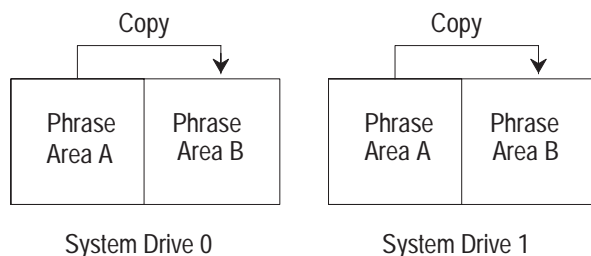 Copy
Copy
Phrase
Area A
Phrase
Area B
Phrase
Area A
Phrase
Area B
System Drive 0
System Drive 1